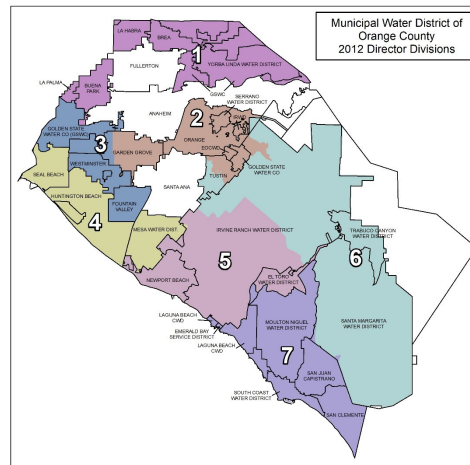 Municipal Water District of
Orange County
2012 Director Divisions
LA HABRA
BREA
1
YORBA LINDA WATER DISTRICT
FULLERTON
LA PALMA
BUENA
PARK
GSWC
SERRANO
WATER DISTRICT
ANAHEIM
2
IRWD
GOLDEN STATE
WATER CO (GSWC)
3
ORANGE
GARDEN GROVE
EOCWD
WESTMINSTER
GOLDEN STATE
WATER CO
SEAL BEACH
TUSTIN
SANTA ANA
HUNTINGTON BEACH
FOUNTAIN
VALLEY
4
MESA WATER DIST.
IRVINE RANCH WATER DISTRICT
TRABUCO CANYON
WATER DISTRICT
5
6
NEWPORT BEACH
EL TORO
WATER DISTRICT
LAGUNA BEACH
CWD
EMERALD BAY
SERVICE DISTRICT
MOULTON NIGUEL
WATER DISTRICT
SANTA MARGARITA
WATER DISTRICT
LAGUNA BEACH
CWD
7
SAN JUAN
CAPISTRANO
SOUTH COAST
WATER DISTRICT
SAN CLEMENTE